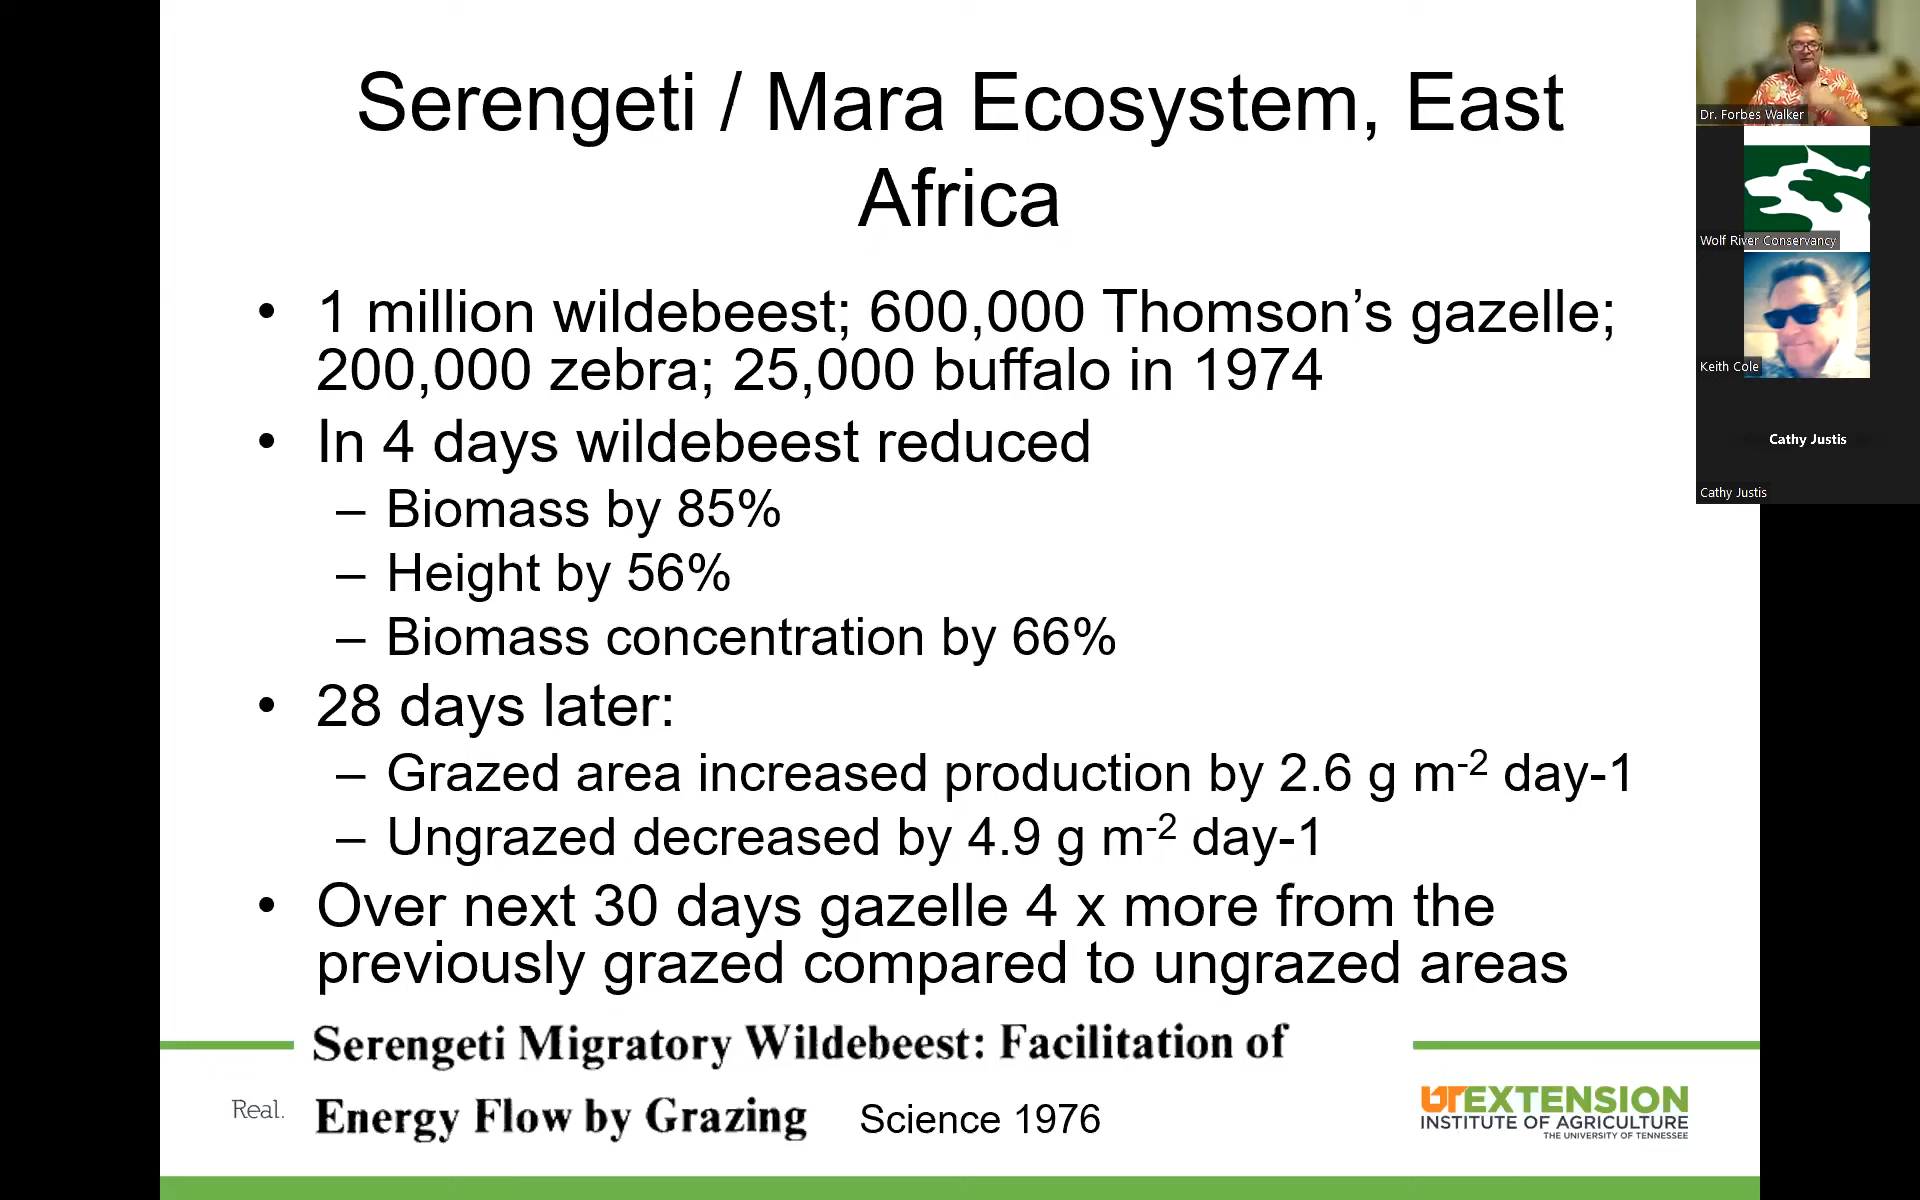 Serengeti / Mara Ecosystem, East
Africa
• 1 million wildebeest; 600,000 Thomson’s gazelle;
200,000 zebra; 25,000 buffalo in 1974
• In 4 days wildebeest reduced
– Biomass by 85%
– Height by 56%
– Biomass concentration by 66%
• 28 days later:
– Grazed area increased production by 2.6 g m⁻² day-1
– Ungrazed decreased by 4.9 g m⁻² day-1
• Over next 30 days gazelle 4 x more from the
previously grazed compared to ungrazed areas
Serengeti Migratory Wildebeest: Facilitation of
Energy Flow by Grazing
Science 1976
Real.
UTEXTENSION
INSTITUTE OF AGRICULTURE
THE UNIVERSITY OF TENNESSEE
Dr. Forbes Walker
Wolf River Conservancy
Keith Cole
Cathy Justis
Cathy Justis